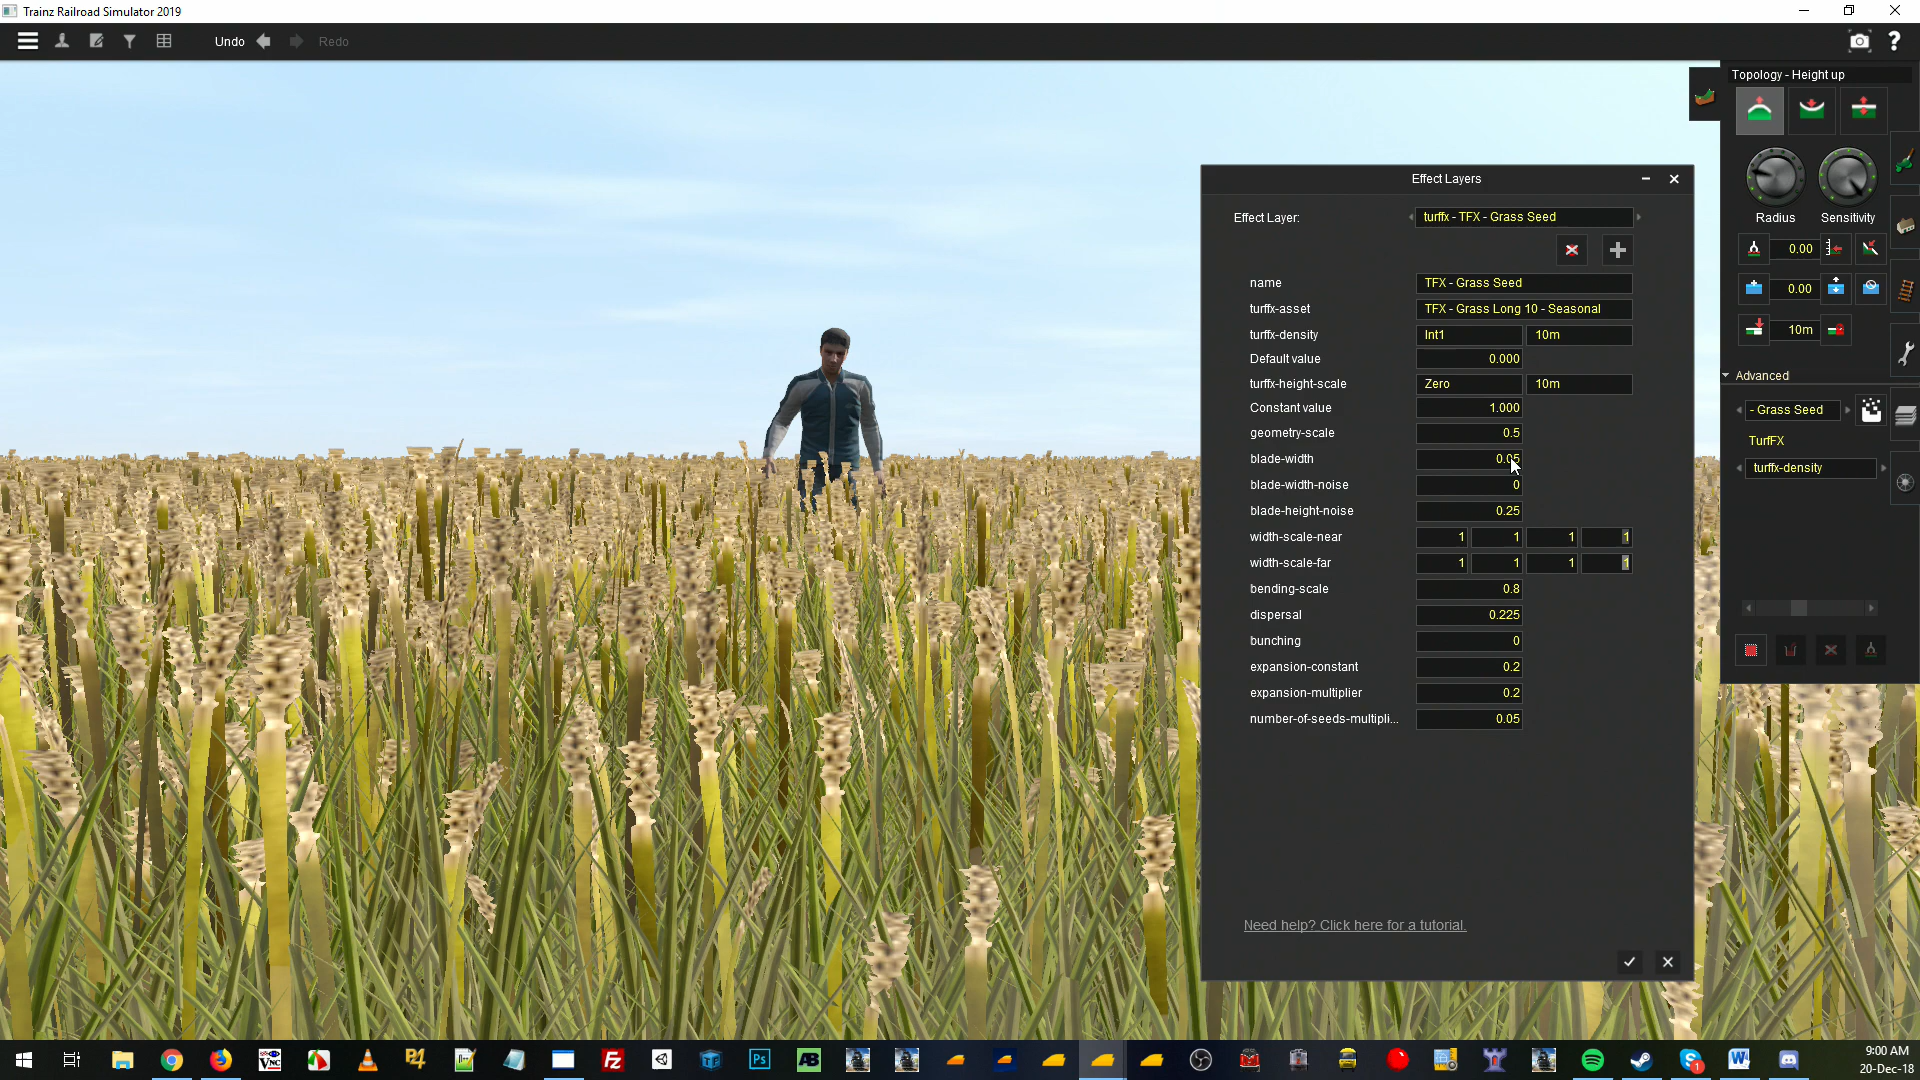 Trainz Railroad Simulator 2019
Undo
Redo
?
Topology - Height up
Radius
Sensitivity
0.00
0.00
10m
Advanced
- Grass Seed
TurfFX
turffx-density
Effect Layers
Effect Layer:
turffx - TFX - Grass Seed
name
TFX - Grass Seed
turffx-asset
TFX - Grass Long 10 - Seasonal
turffx-density
Int1
10m
Default value
0.000
turffx-height-scale
Zero
10m
Constant value
1.000
geometry-scale
0.5
blade-width
0.05
blade-width-noise
0
blade-height-noise
0.25
width-scale-near
1 1 1 1
width-scale-far
1 1 1 1
bending-scale
0.8
dispersal
0.225
bunching
0
expansion-constant
0.2
expansion-multiplier
0.2
number-of-seeds-multipli...
0.05
Need help? Click here for a tutorial.
VNC
P4
TF
Ps
AB
1
9:00 AM
20-Dec-18